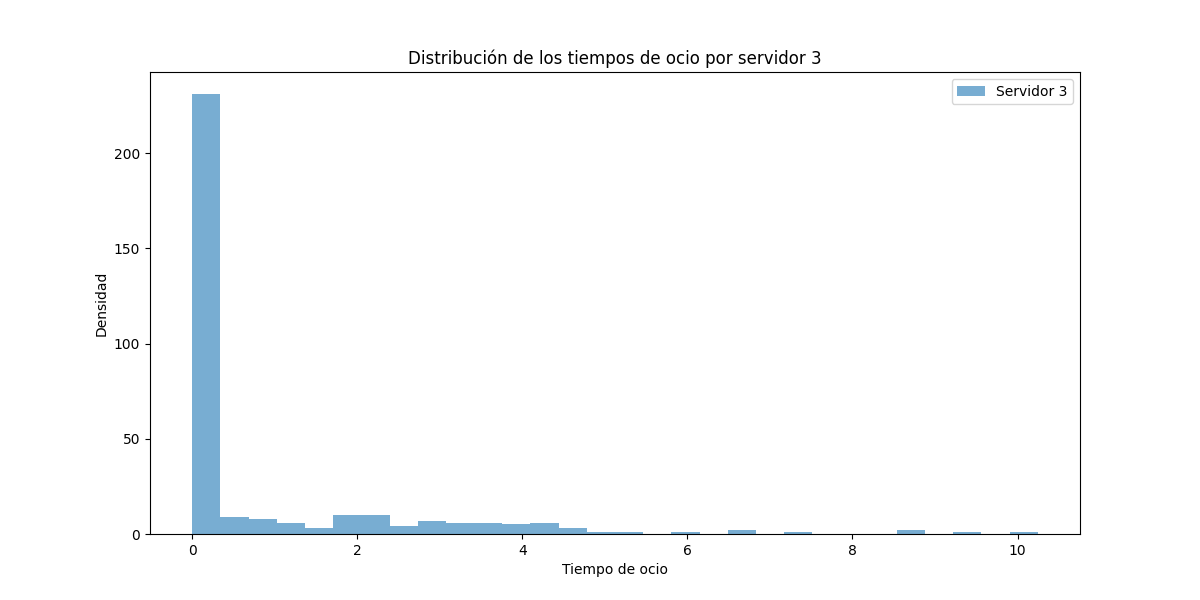 Distribución de los tiempos de ocio por servidor 3
Servidor 3
200
150
100
50
0
Densidad
0 2 4 6 8 10
Tiempo de ocio